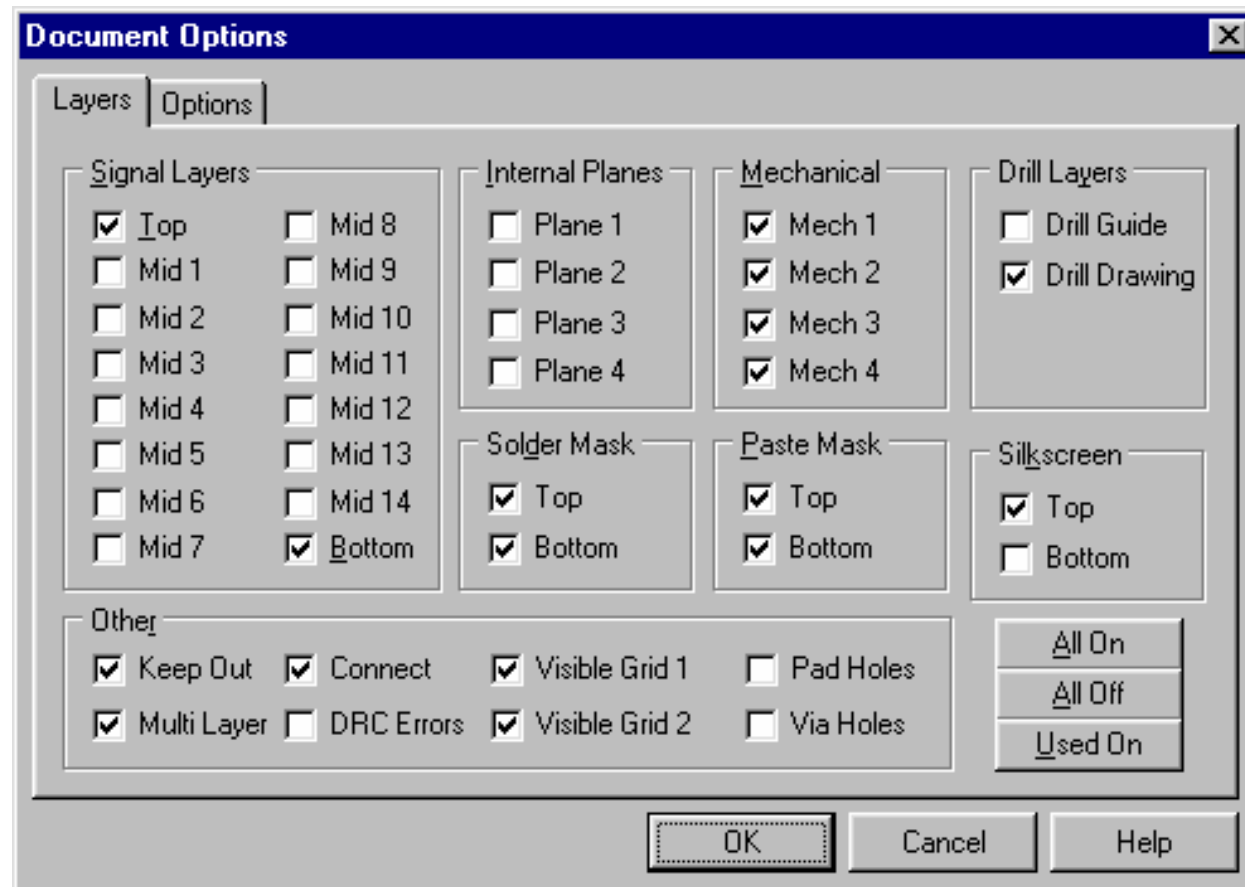 Document Options
Layers Options
Signal Layers
Top Mid 8
Mid 1 Mid 9
Mid 2 Mid 10
Mid 3 Mid 11
Mid 4 Mid 12
Mid 5 Mid 13
Mid 6 Mid 14
Mid 7 Bottom
Internal Planes
Plane 1
Plane 2
Plane 3
Plane 4
Mechanical
Mech 1
Mech 2
Mech 3
Mech 4
Drill Layers
Drill Guide
Drill Drawing
Solder Mask
Top
Bottom
Paste Mask
Top
Bottom
Silkscreen
Top
Bottom
Other
Keep Out Connect Visible Grid 1 Pad Holes
Multi Layer DRC Errors Visible Grid 2 Via Holes
All On
All Off
Used On
OK Cancel Help